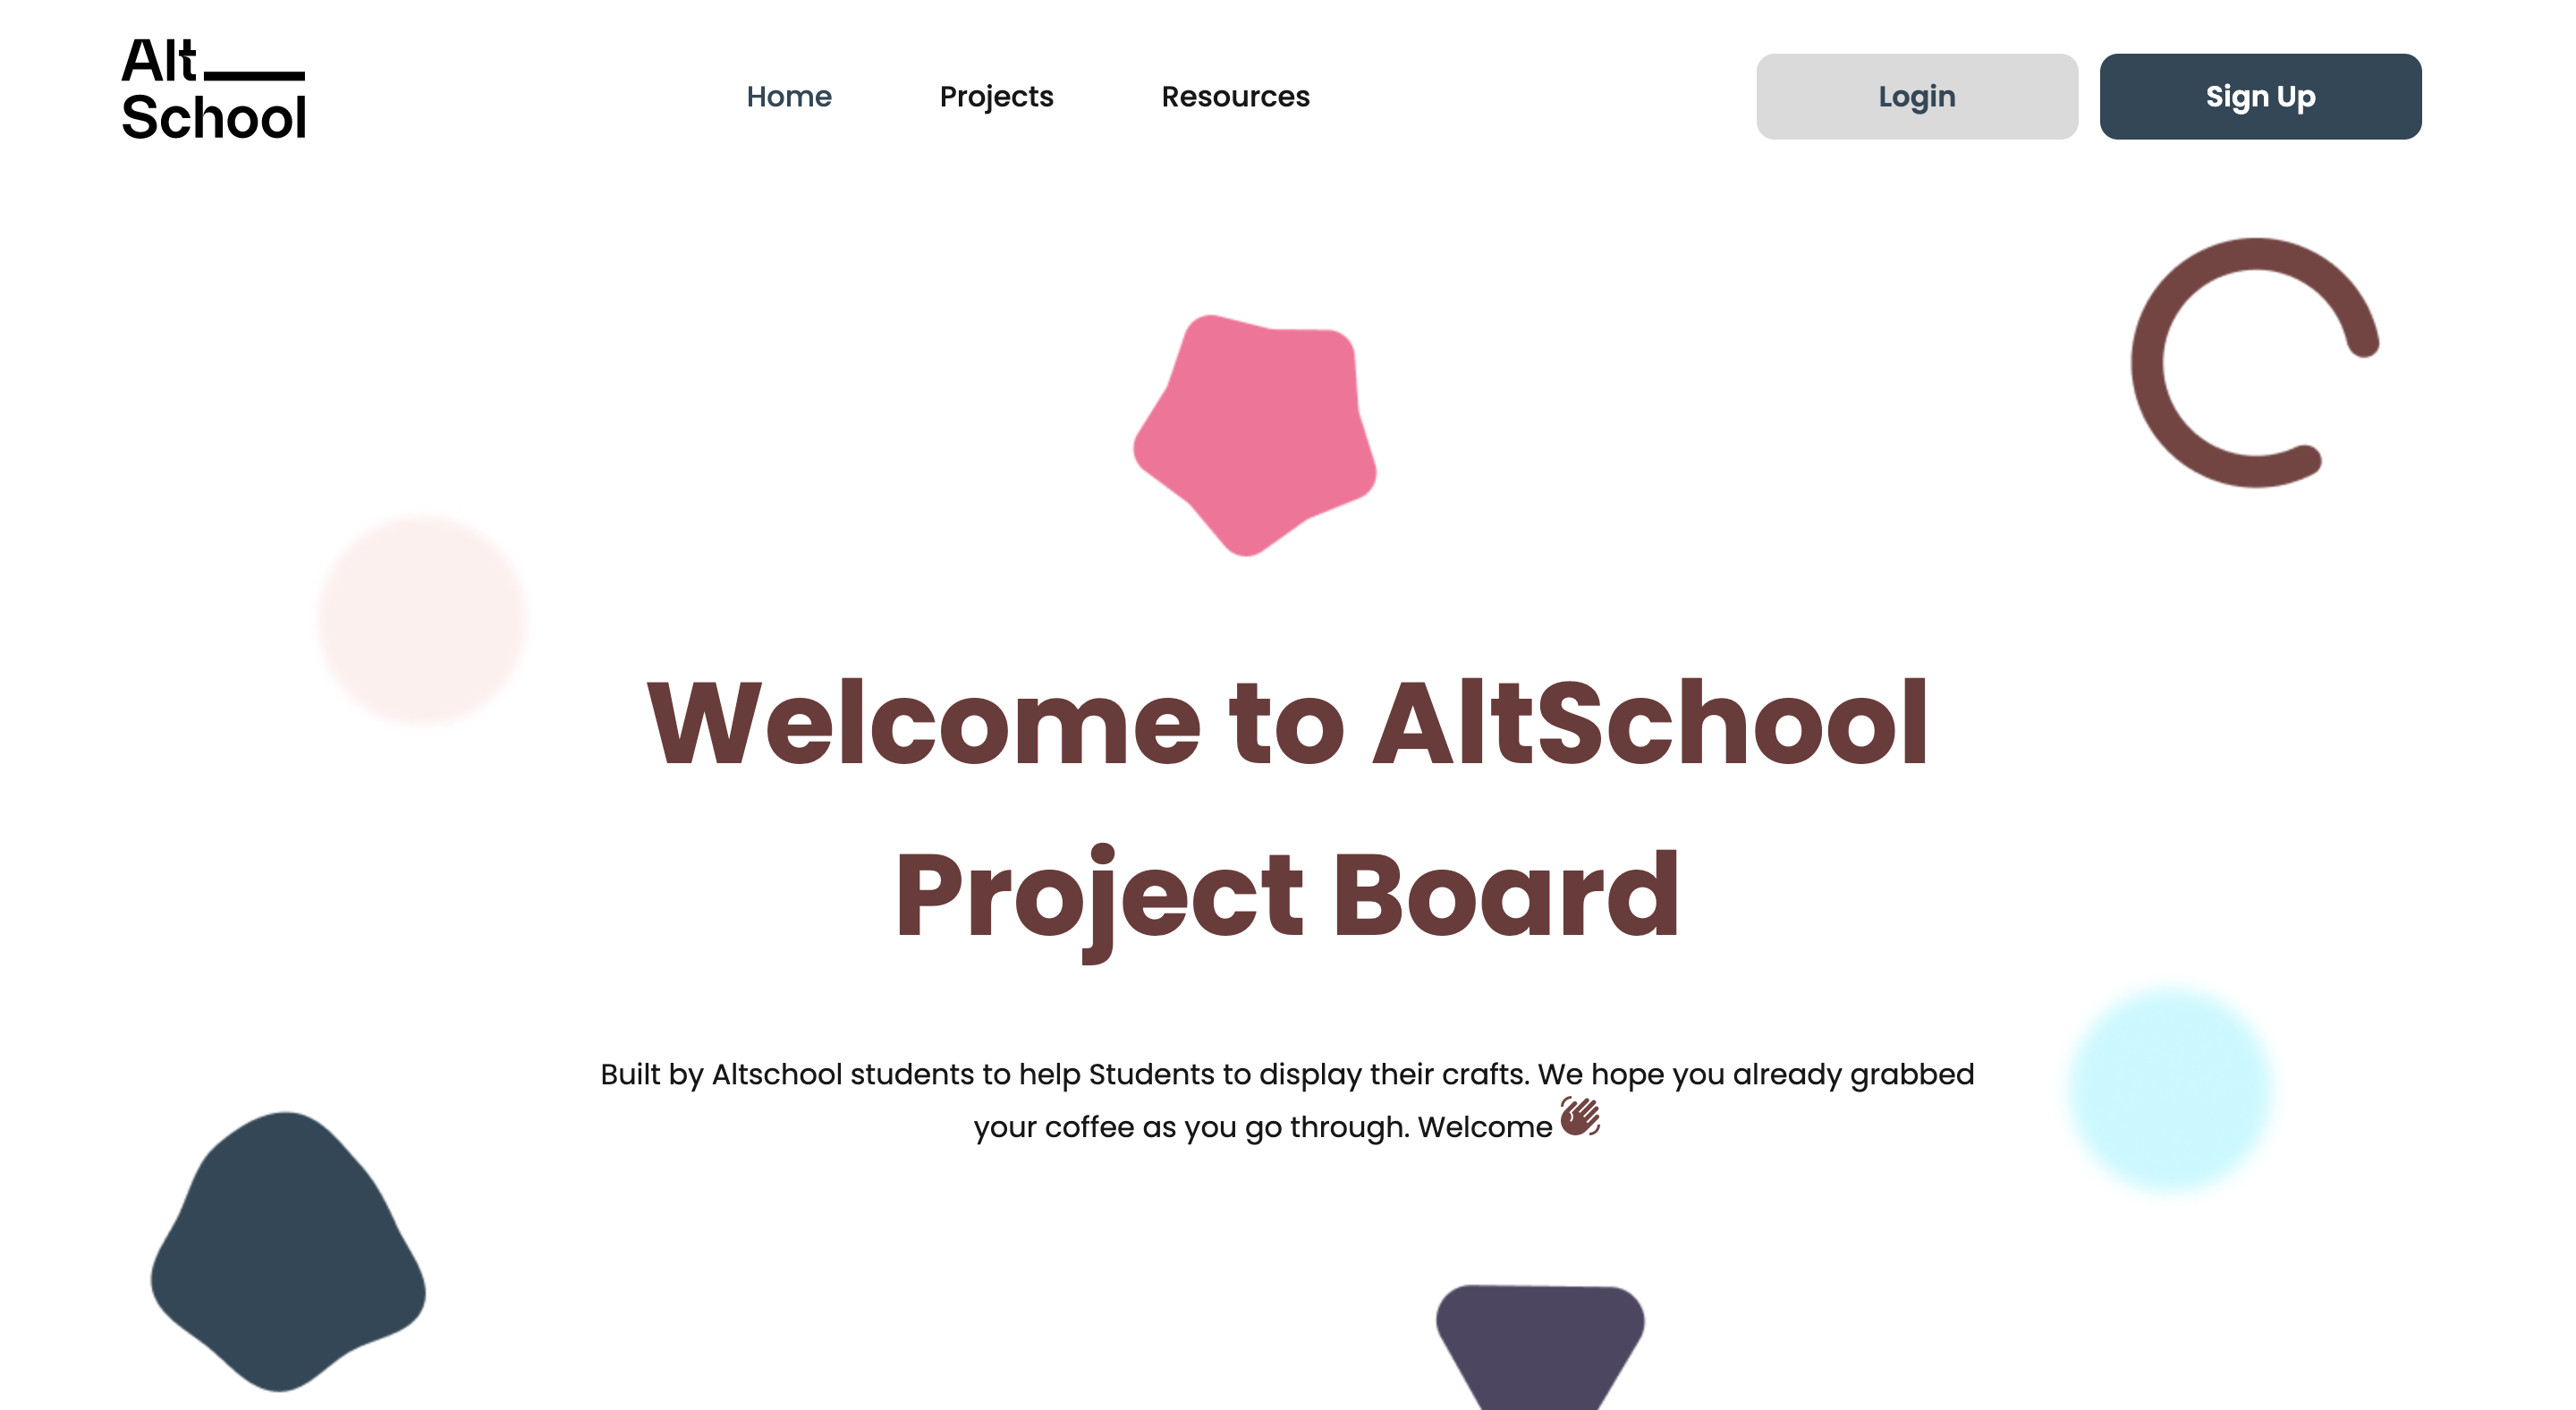 Alt
School
Home
Projects
Resources
Login
Sign Up
Welcome to AltSchool
Project Board
Built by Altschool students to help Students to display their crafts. We hope you already grabbed
your coffee as you go through. Welcome